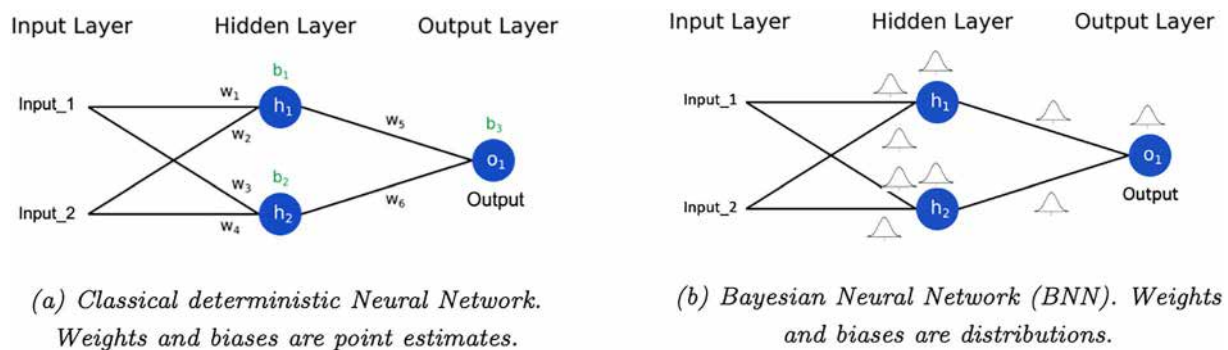 Input Layer Hidden Layer Output Layer
b₁
w₁
Input_1
h₁
w₂
w₅
b₃
o₁
Output
w₃
b₂
w₆
Input_2
h₂
w₄
(a) Classical deterministic Neural Network.
Weights and biases are point estimates.
Input Layer Hidden Layer Output Layer
Input_1
h₁
o₁
Output
Input_2
h₂
(b) Bayesian Neural Network (BNN). Weights
and biases are distributions.